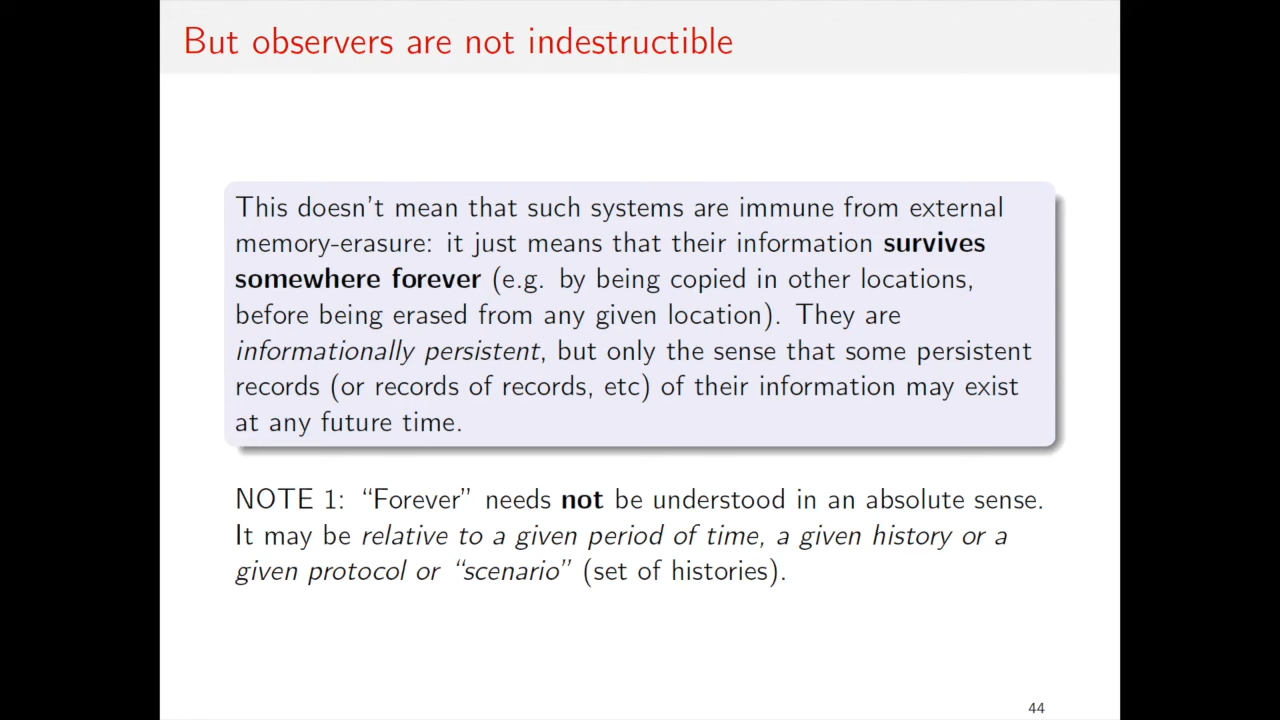 But observers are not indestructible
This doesn't mean that such systems are immune from external
memory-erasure: it just means that their information survives
somewhere forever (e.g. by being copied in other locations,
before being erased from any given location). They are
informationally persistent, but only the sense that some persistent
records (or records of records, etc) of their information may exist
at any future time.
NOTE 1: “Forever” needs not be understood in an absolute sense.
It may be relative to a given period of time, a given history or a
given protocol or “scenario” (set of histories).
44